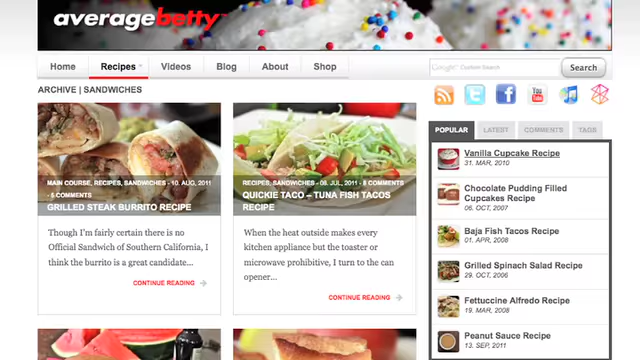 averagebetty
Home Recipes Videos Blog About Shop
Google Custom Search Search
ARCHIVE | SANDWICHES
MAIN COURSE, RECIPES, SANDWICHES - 10. AUG, 2011
- 5 COMMENTS
GRILLED STEAK BURRITO RECIPE
Though I'm fairly certain there is no
Official Sandwich of Southern California, I
think the burrito is a great candidate...
CONTINUE READING
RECIPES, SANDWICHES - 08. JUL, 2011 - 8 COMMENTS
QUICKIE TACO – TUNA FISH TACOS
RECIPE
When the heat outside makes every
kitchen appliance but the toaster or
microwave prohibitive, I turn to the can
opener...
CONTINUE READING
You
Tube
POPULAR LATEST COMMENTS TAGS
Vanilla Cupcake Recipe
31. MAR, 2010
Chocolate Pudding Filled
Cupcakes Recipe
06. OCT, 2007
Baja Fish Tacos Recipe
01. APR, 2008
Grilled Spinach Salad Recipe
29. OCT, 2006
Fettuccine Alfredo Recipe
8. MAR, 2006
Peanut Sauce Recipe
13. SEP, 2011